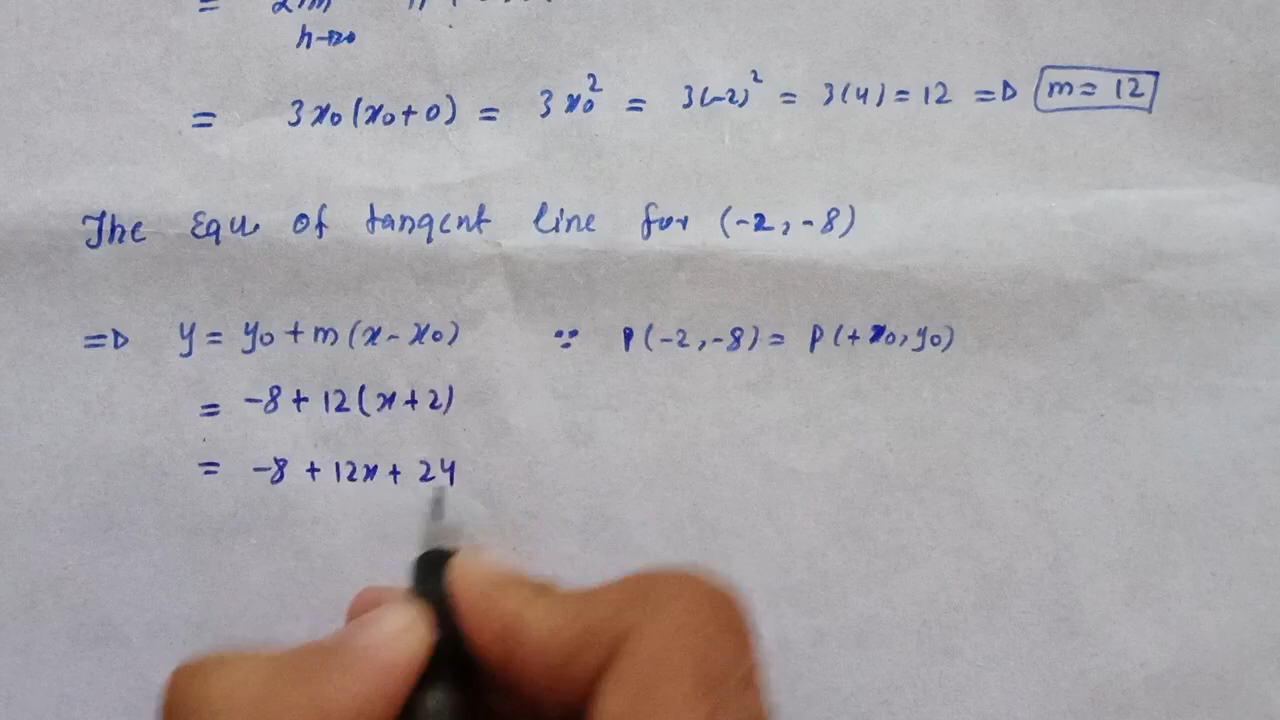 =
h→0
= 3x₀(x₀+0) = 3x₀² = 3(-2)² = 3(4) = 12 => m = 12
The Equ of tangent line for (-2,-8)
=> y = y₀ + m(x - x₀) ∵ P(-2,-8) = P(+x₀,y₀)
= -8 + 12(x+2)
= -8 + 12x + 24